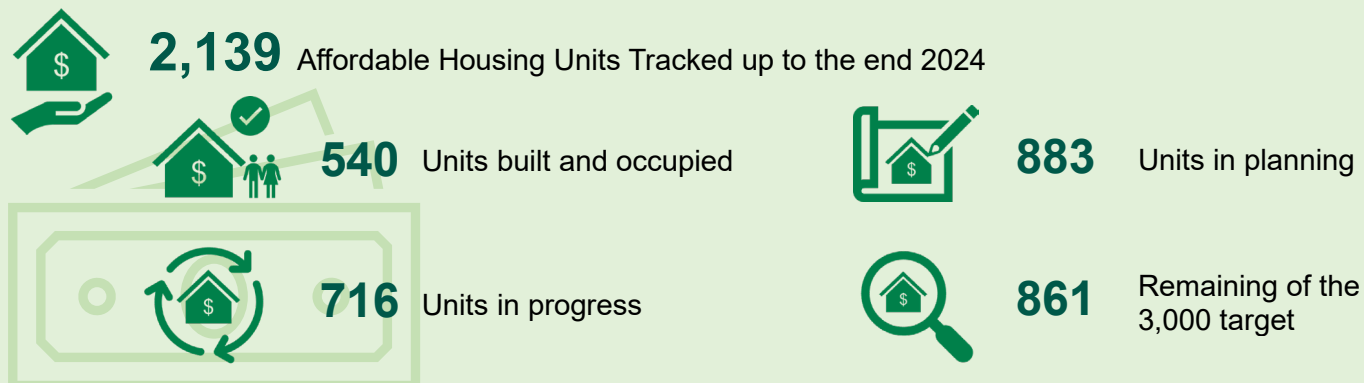 $
2,139 Affordable Housing Units Tracked up to the end 2024
$
540 Units built and occupied
$
883 Units in planning
$
716 Units in progress
$
861 Remaining of the
3,000 target